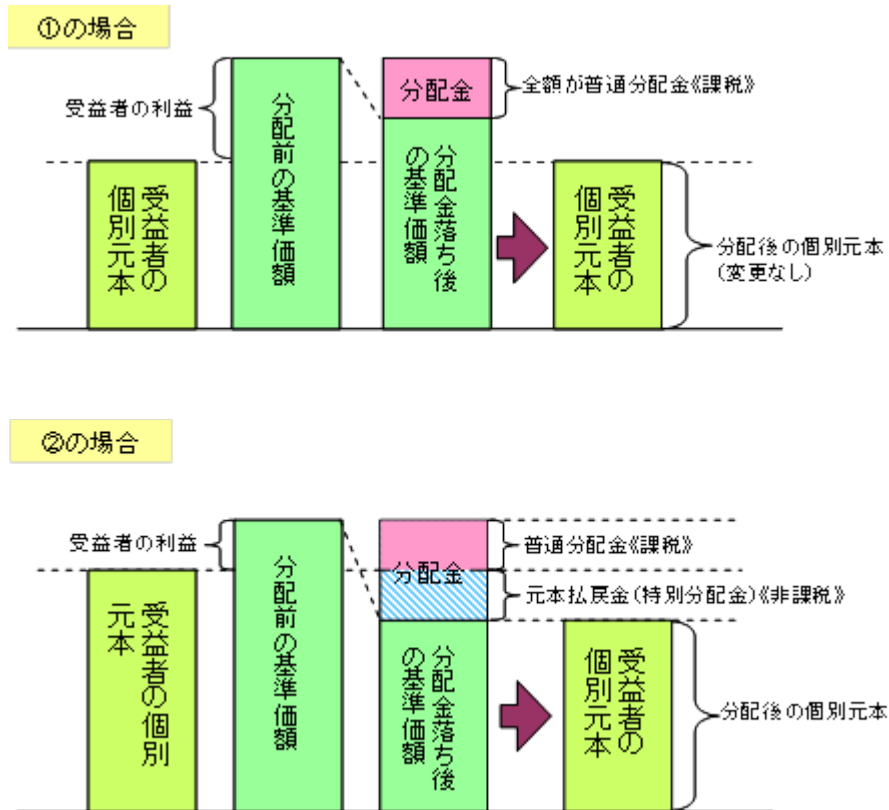 ①の場合
受益者の利益
受益者の
個別元本
分配前の基準価額
分配金
分配金落ち後
の基準価額
全額が普通分配金《課税》
受益者の
個別元本
分配後の個別元本
(変更なし)
②の場合
受益者の利益
受益者の個別
元本
分配前の基準価額
分配金
分配金落ち後
の基準価額
普通分配金《課税》
元本払戻金(特別分配金)《非課税》
受益者の
個別元本
分配後の個別元本